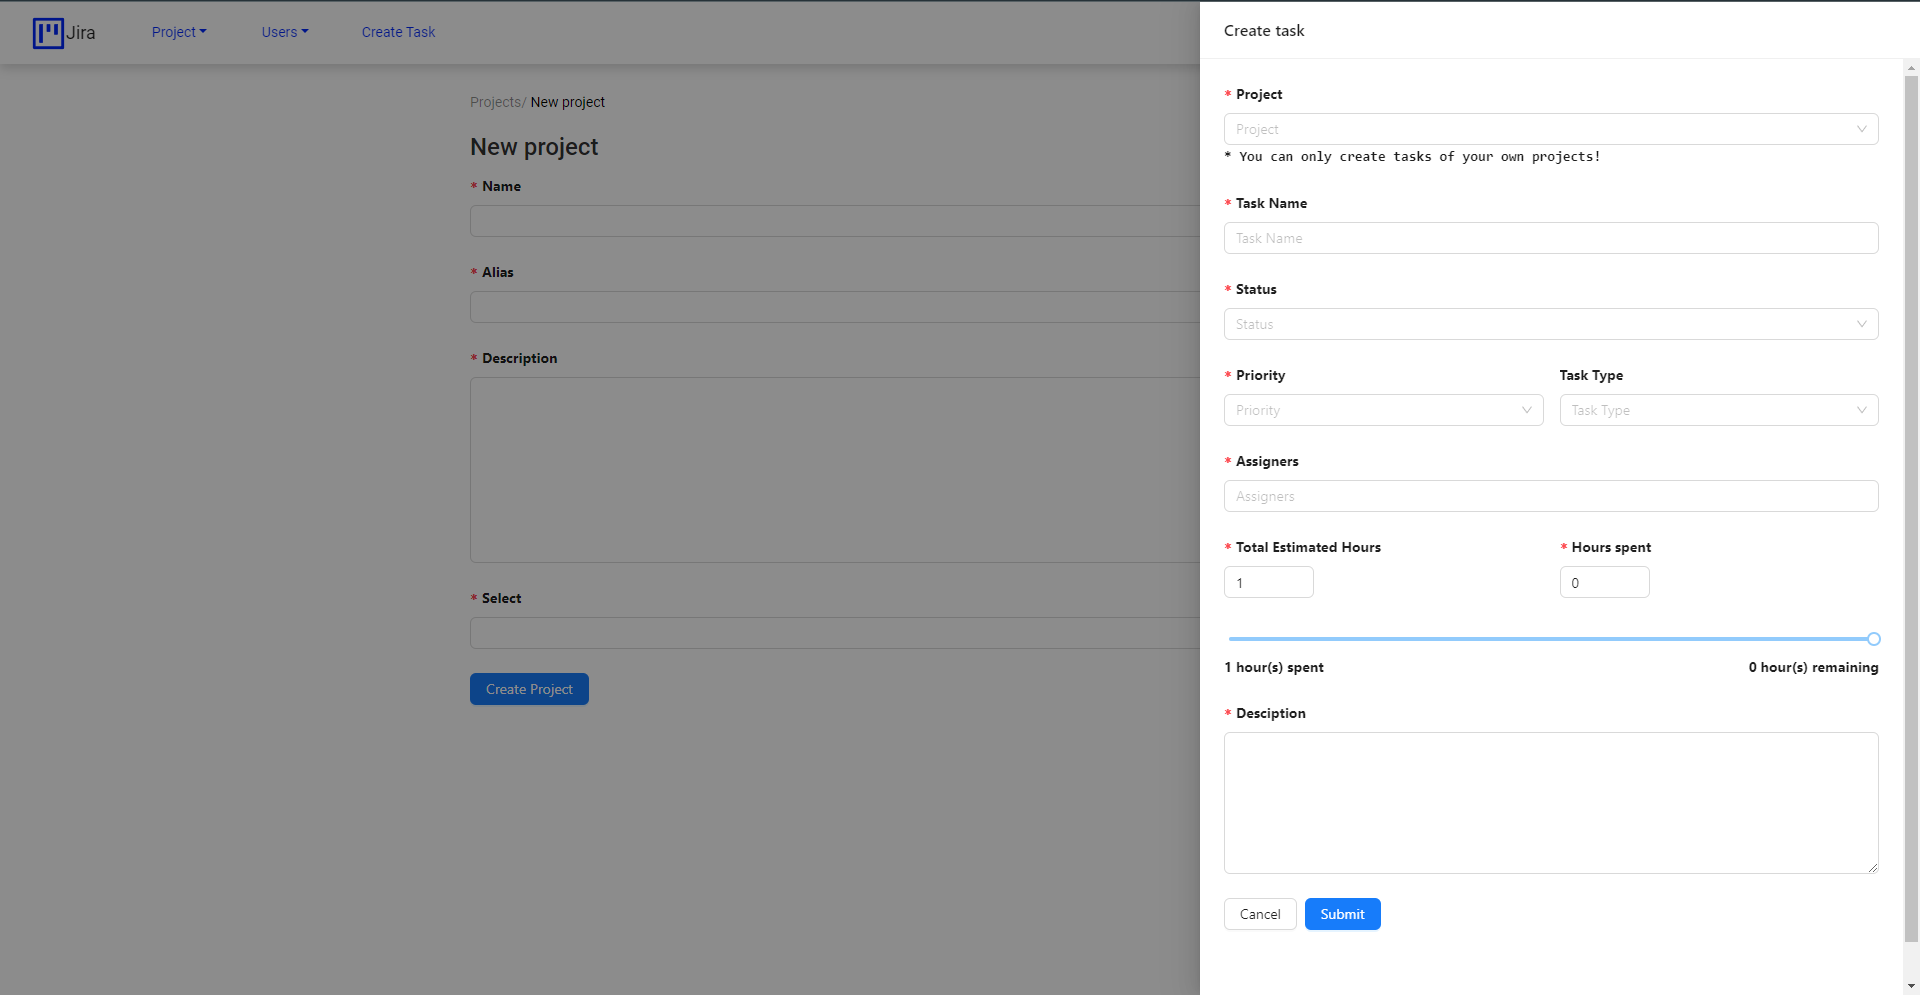 Jira
Project
Users
Create Task
Projects/ New project
New project
* Name
* Alias
* Description
* Select
Create Project
Create task
* Project
Project
* You can only create tasks of your own projects!
* Task Name
Task Name
* Status
Status
* Priority
Task Type
Priority
Task Type
* Assigners
Assigners
* Total Estimated Hours
* Hours spent
1
0
1 hour(s) spent
0 hour(s) remaining
* Desciption
Cancel
Submit